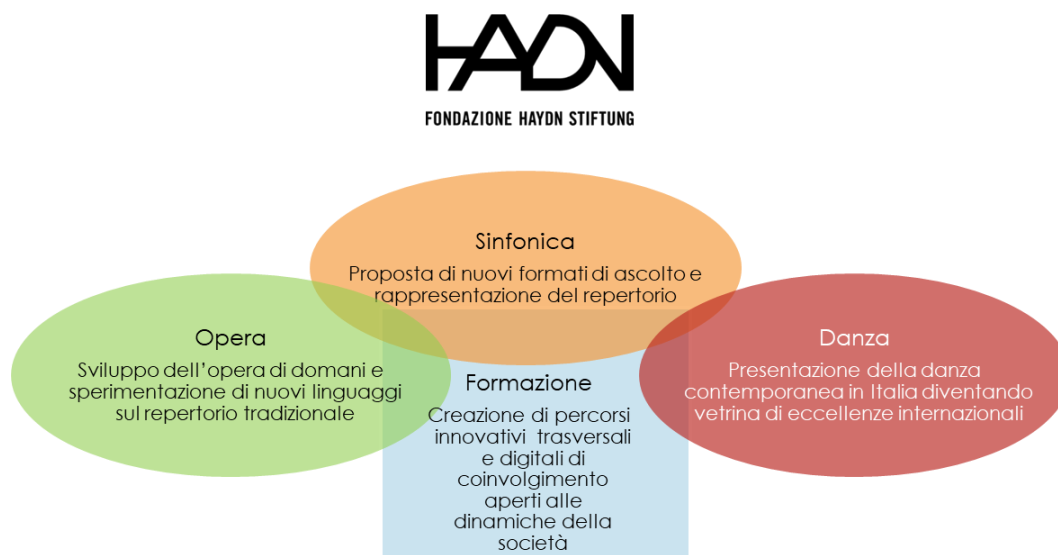 HAYDN
FONDAZIONE HAYDN STIFTUNG
Sinfonica
Proposta di nuovi formati di ascolto e
rappresentazione del repertorio
Opera
Sviluppo dell'opera di domani e
sperimentazione di nuovi linguaggi
sul repertorio tradizionale
Danza
Presentazione della danza
contemporanea in Italia diventando
vetrina di eccellenze internazionali
Formazione
Creazione di percorsi
innovativi trasversali
e digitali di
coinvolgimento
aperti alle
dinamiche della
società